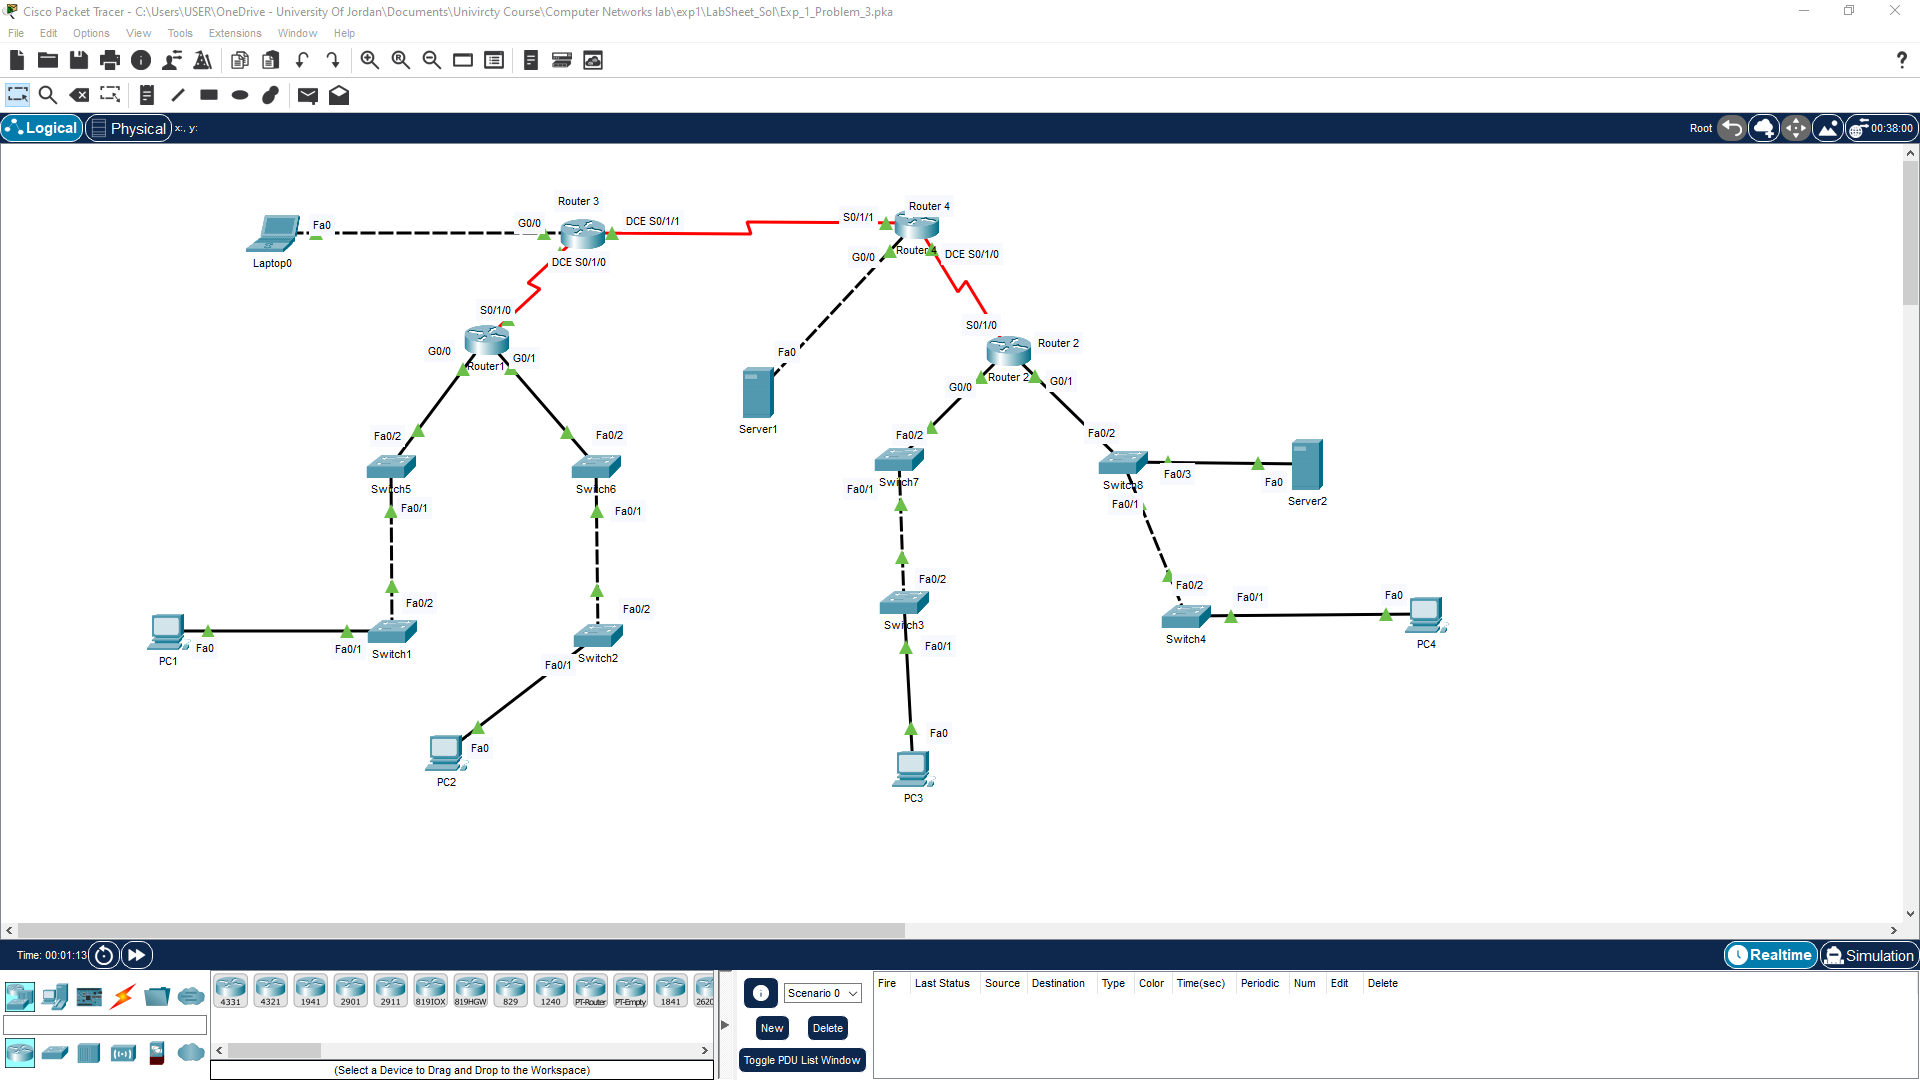 Cisco Packet Tracer - C:\Users\USER\OneDrive - University Of Jordan\Documents\Univircty Course\Computer Networks lab\exp1\LabSheet_Sol\Exp_1_Problem_3.pka
File Edit Options View Tools Extensions Window Help
Logical Physical x:, y: Root 00:38:00
Router 3
Router 4
Fa0 G0/0 DCE S0/1/1 S0/1/1
Router 4
Laptop0 DCE S0/1/0 G0/0 DCE S0/1/0
S0/1/0 S0/1/0
Router 2
G0/0 G0/1 Fa0
Router1 Router 2
G0/0 G0/1
Server1
Fa0/2 Fa0/2 Fa0/2 Fa0/2
Switch5 Switch6 Fa0/1 Switch7 Switch8 Fa0/3 Fa0 Server2
Fa0/1 Fa0/1 Fa0/1
Fa0/2 Fa0/2 Fa0/2 Fa0/2 Fa0/1 Fa0
Switch3 Switch4 PC4
PC1 Fa0 Fa0/1 Switch1 Fa0/1 Switch2 Fa0/1
Fa0 Fa0
PC2 PC3
Time: 00:01:13 Realtime Simulation
4331 4321 1941 2901 2911 819IOX 819HGW 829 1240 PT-Router PT-Empty 1841 2620
Scenario 0
New Delete
Toggle PDU List Window
Fire Last Status Source Destination Type Color Time(sec) Periodic Num Edit Delete
(Select a Device to Drag and Drop to the Workspace)